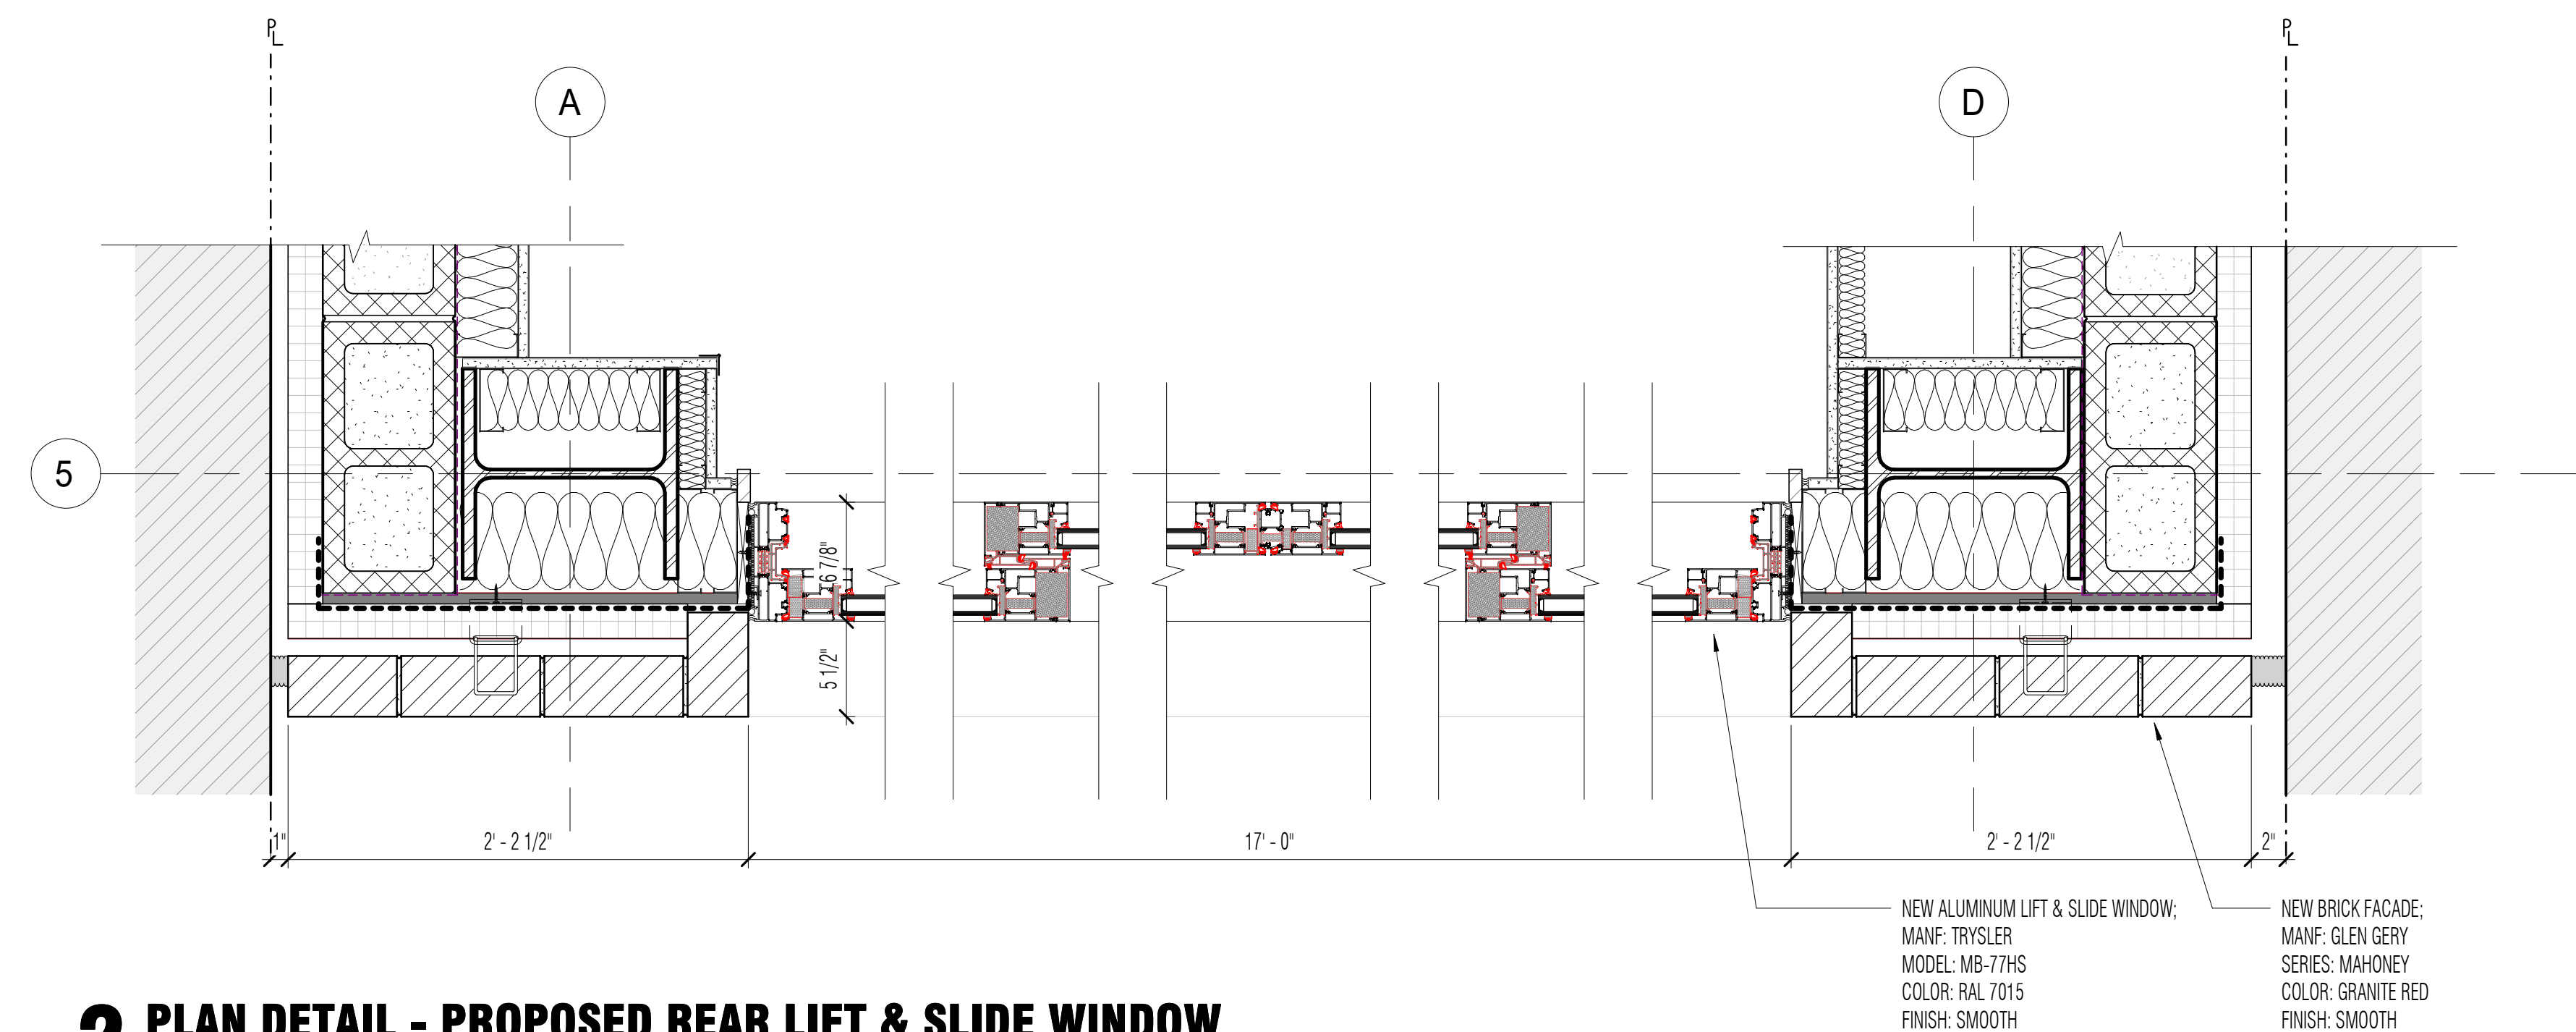 PL
PL
A
D
5
6 7/8"
5 1/2"
1"
2' - 2 1/2"
17' - 0"
2' - 2 1/2"
2"
NEW ALUMINUM LIFT & SLIDE WINDOW;
MANF: TRYSLER
MODEL: MB-77HS
COLOR: RAL 7015
FINISH: SMOOTH
NEW BRICK FACADE;
MANF: GLEN GERY
SERIES: MAHONEY
COLOR: GRANITE RED
FINISH: SMOOTH
PLAN DETAIL - PROPOSED REAR LIFT & SLIDE WINDOW